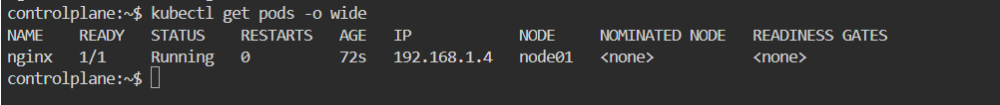 controlplane:~$ kubectl get pods -o wide
NAME    READY   STATUS    RESTARTS   AGE   IP            NODE     NOMINATED NODE   READINESS GATES
nginx   1/1     Running   0          72s   192.168.1.4   node01   <none>           <none>
controlplane:~$